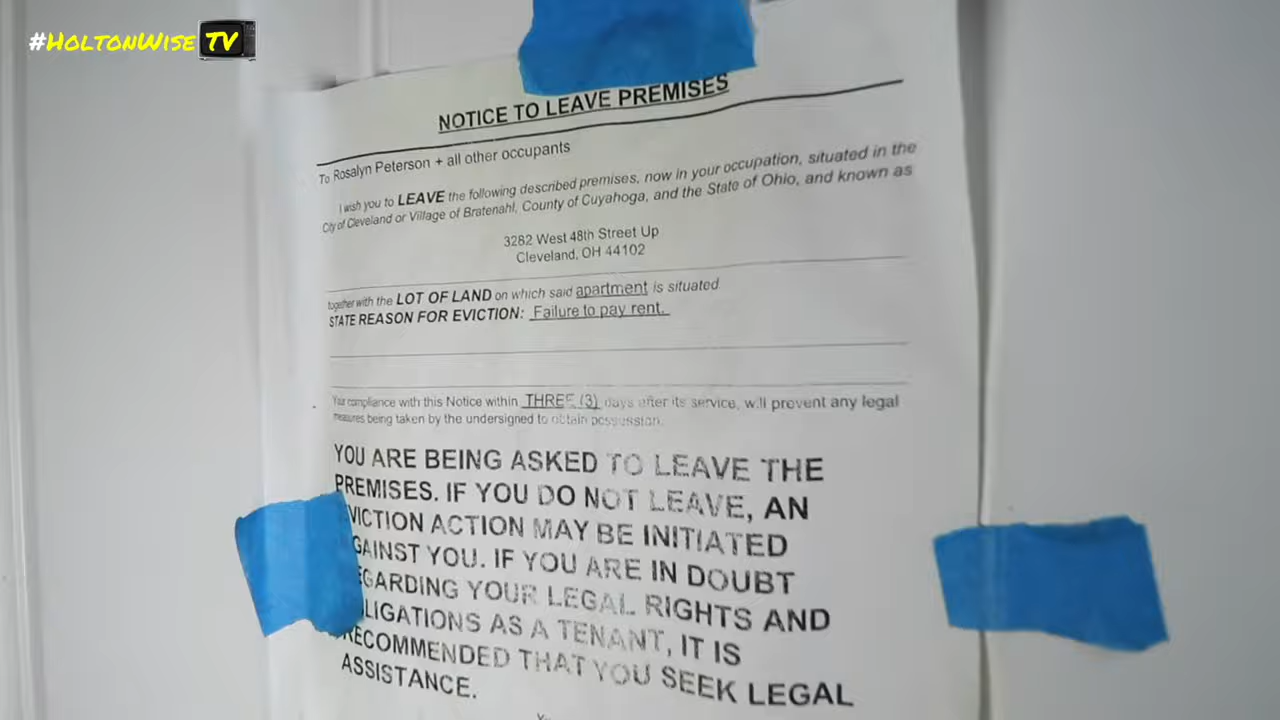 #HOLTONWISE TV
NOTICE TO LEAVE PREMISES
To Rosalyn Peterson + all other occupants
I wish you to LEAVE the following described premises, now in your occupation, situated in the
City of Cleveland or Village of Bratenahl, County of Cuyahoga, and the State of Ohio, and known as
3282 West 48th Street Up
Cleveland, OH 44102
together with the LOT OF LAND on which said apartment is situated.
STATE REASON FOR EVICTION: Failure to pay rent.
Your compliance with this Notice within THREE (3) days after its service, will prevent any legal
measures being taken by the undersigned to obtain possession.
YOU ARE BEING ASKED TO LEAVE THE
PREMISES. IF YOU DO NOT LEAVE, AN
EVICTION ACTION MAY BE INITIATED
AGAINST YOU. IF YOU ARE IN DOUBT
REGARDING YOUR LEGAL RIGHTS AND
OBLIGATIONS AS A TENANT, IT IS
RECOMMENDED THAT YOU SEEK LEGAL
ASSISTANCE.